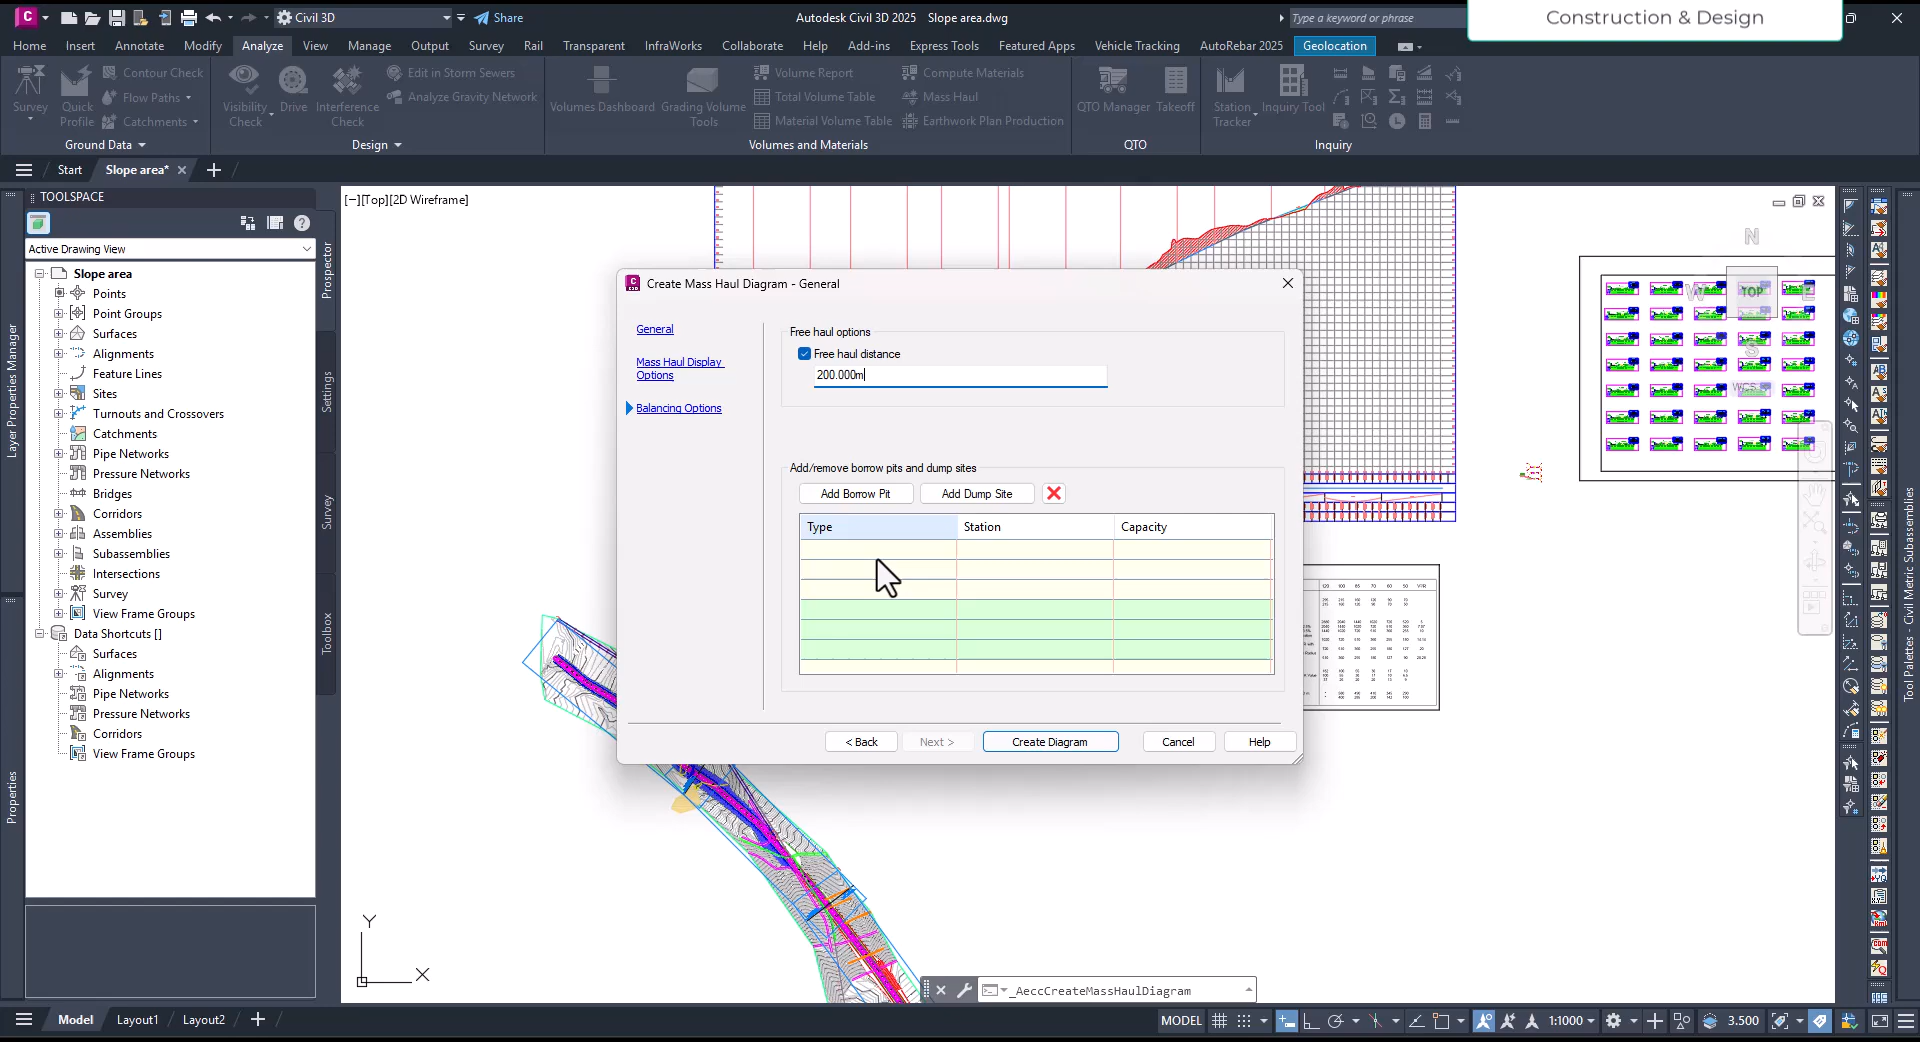 Civil 3D
Share
Autodesk Civil 3D 2025 Slope area.dwg
Type a keyword or phrase
Construction & Design
Home Insert Annotate Modify Analyze View Manage Output Survey Rail Transparent InfraWorks Collaborate Help Add-ins Express Tools Featured Apps Vehicle Tracking AutoRebar 2025 Geolocation
Survey
Quick Profile
Contour Check
Flow Paths
Catchments
Ground Data
Visibility Check
Drive
Interference Check
Edit in Storm Sewers
Analyze Gravity Network
Design
Volumes Dashboard
Grading Volume Tools
Volume Report
Total Volume Table
Material Volume Table
Compute Materials
Mass Haul
Earthwork Plan Production
Volumes and Materials
QTO Manager
Takeoff
QTO
Station Tracker
Inquiry Tool
Inquiry
Start
Slope area*
TOOLSPACE
Active Drawing View
Slope area
Points
Point Groups
Surfaces
Alignments
Feature Lines
Sites
Turnouts and Crossovers
Catchments
Pipe Networks
Pressure Networks
Bridges
Corridors
Assemblies
Subassemblies
Intersections
Survey
View Frame Groups
Data Shortcuts []
Surfaces
Alignments
Pipe Networks
Pressure Networks
Corridors
View Frame Groups
Layer Properties Manager
Properties
Prospector
Settings
Survey
Toolbox
[−][Top][2D Wireframe]
Create Mass Haul Diagram - General
General
Mass Haul Display
Options
Balancing Options
Free haul options
Free haul distance
200.000m
Add/remove borrow pits and dump sites
Add Borrow Pit
Add Dump Site
Type Station Capacity
< Back
Next >
Create Diagram
Cancel
Help
N
W
TOP
E
S
WCS
Tool Palettes - Civil Metric Subassemblies
Y
X
_AeccCreateMassHaulDiagram
Model Layout1 Layout2
MODEL
1:1000
3.500